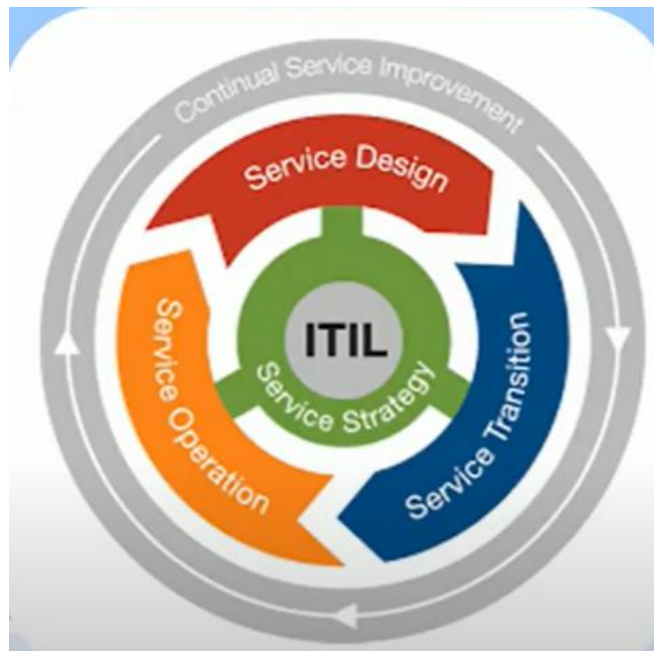 Continual Service Improvement
Service Design
Service Transition
Service Operation
ITIL
Service Strategy